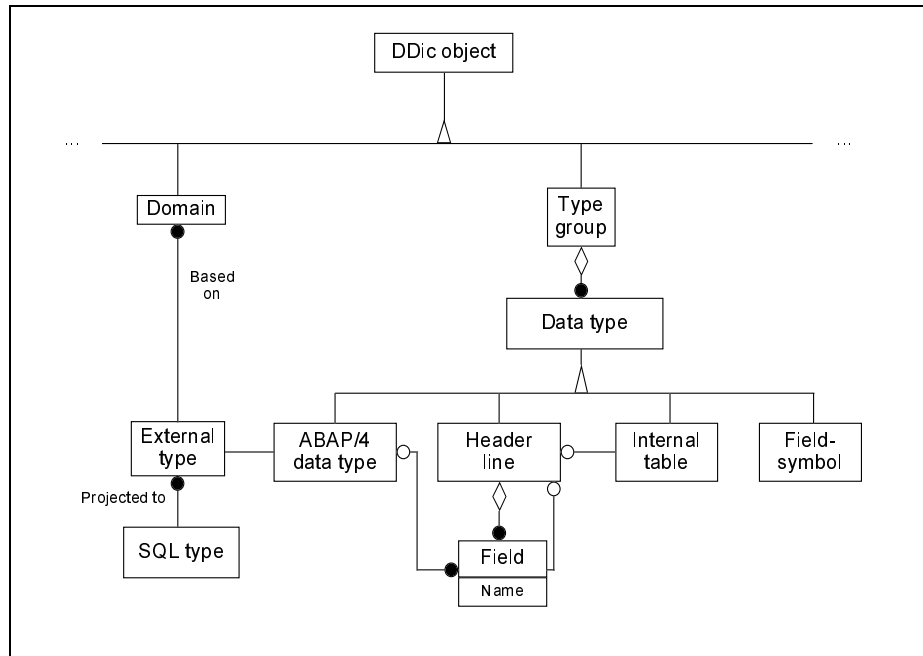 DDic object
...
...
Domain
Type
group
Based
on
Data type
External
type
ABAP/4
data type
Header
line
Internal
table
Field-
symbol
Projected to
SQL type
Field
Name